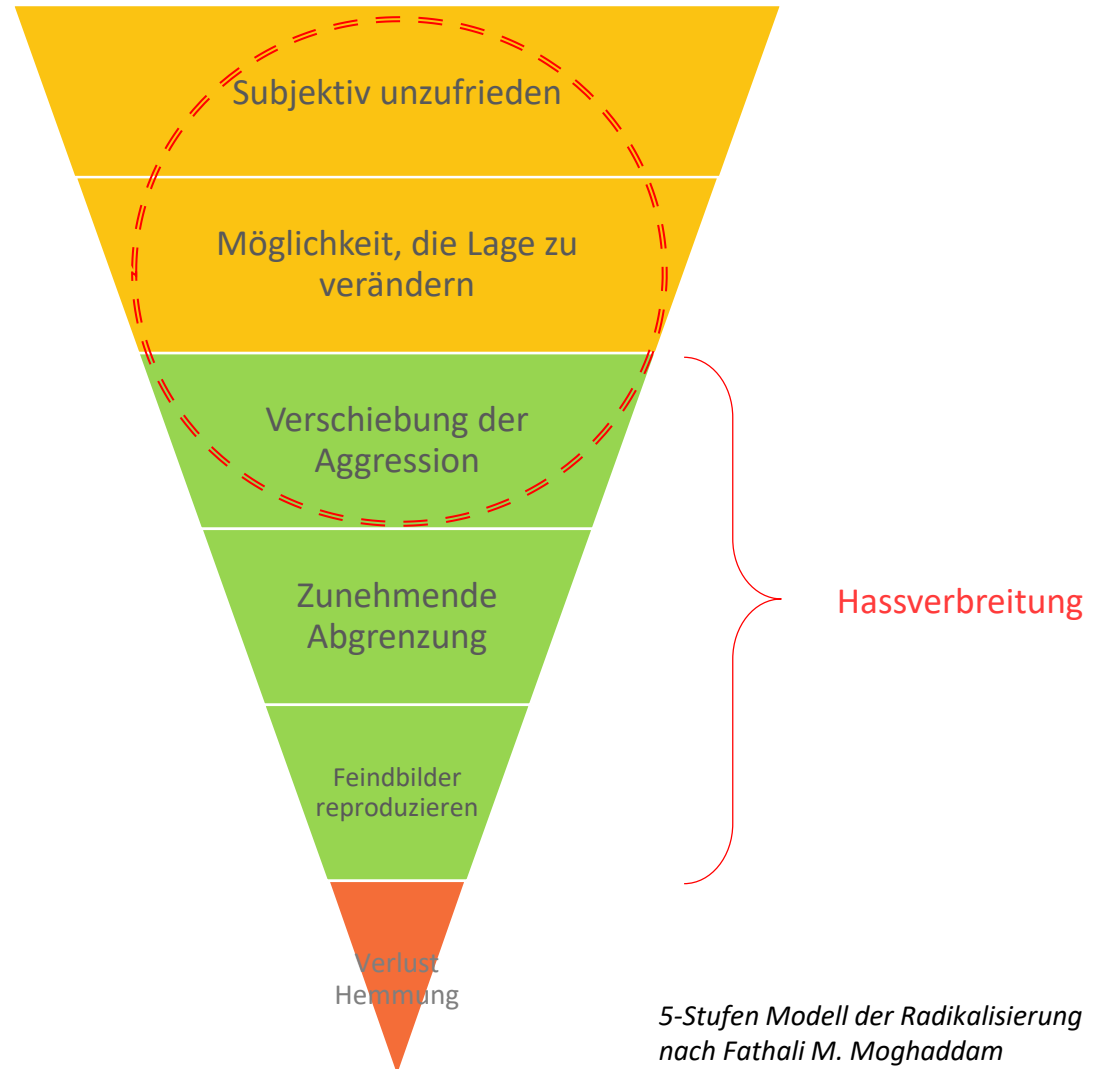 Subjektiv unzufrieden
Möglichkeit, die Lage zu
verändern
Verschiebung der
Aggression
Zunehmende
Abgrenzung
Hassverbreitung
Feindbilder
reproduzieren
Verlust
Hemmung
5-Stufen Modell der Radikalisierung
nach Fathali M. Moghaddam